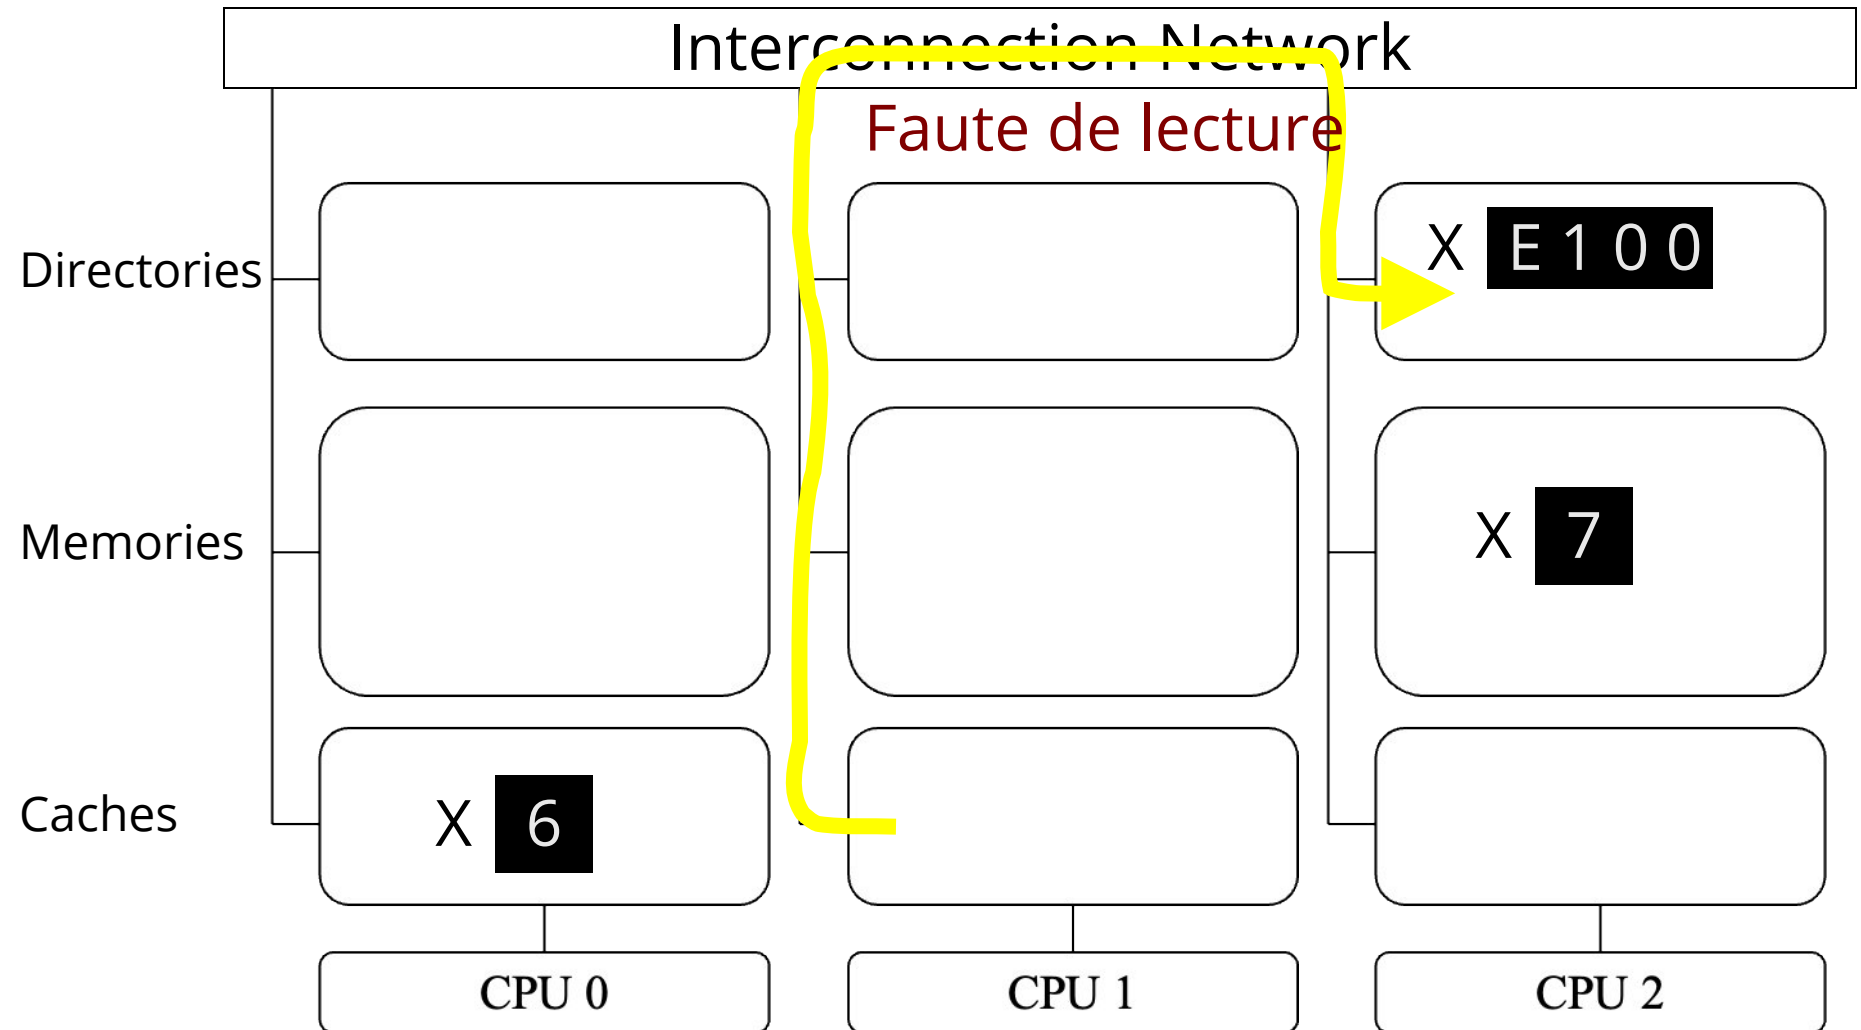 Interconnection Network
Faute de lecture
Directories
X E 1 0 0
Memories
X 7
Caches
X 6
CPU 0
CPU 1
CPU 2